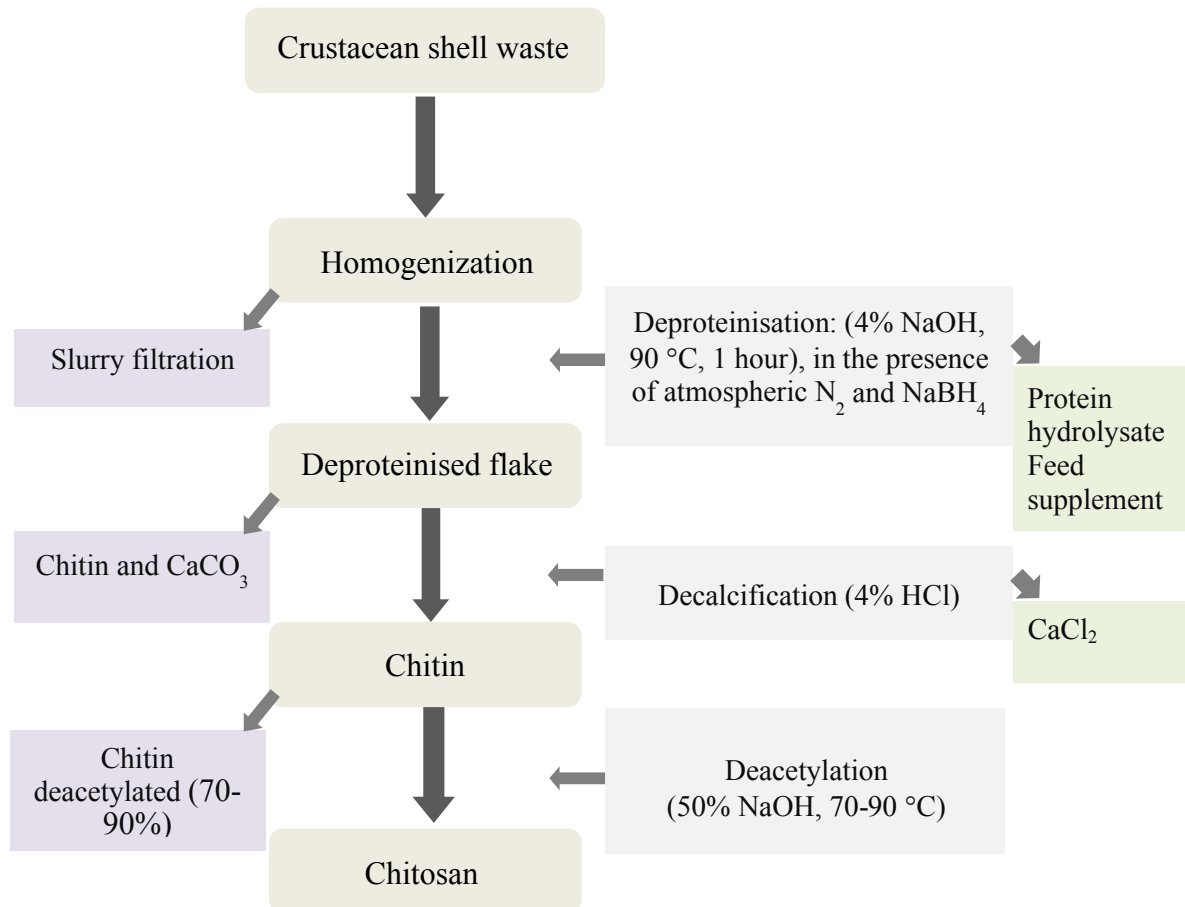 Crustacean shell waste
Homogenization
Slurry filtration
Deproteinisation: (4% NaOH,
90 °C, 1 hour), in the presence
of atmospheric N₂ and NaBH₄
Protein
hydrolysate
Feed
supplement
Deproteinised flake
Chitin and CaCO₃
Decalcification (4% HCl)
CaCl₂
Chitin
Chitin
deacetylated (70-
90%)
Deacetylation
(50% NaOH, 70-90 °C)
Chitosan